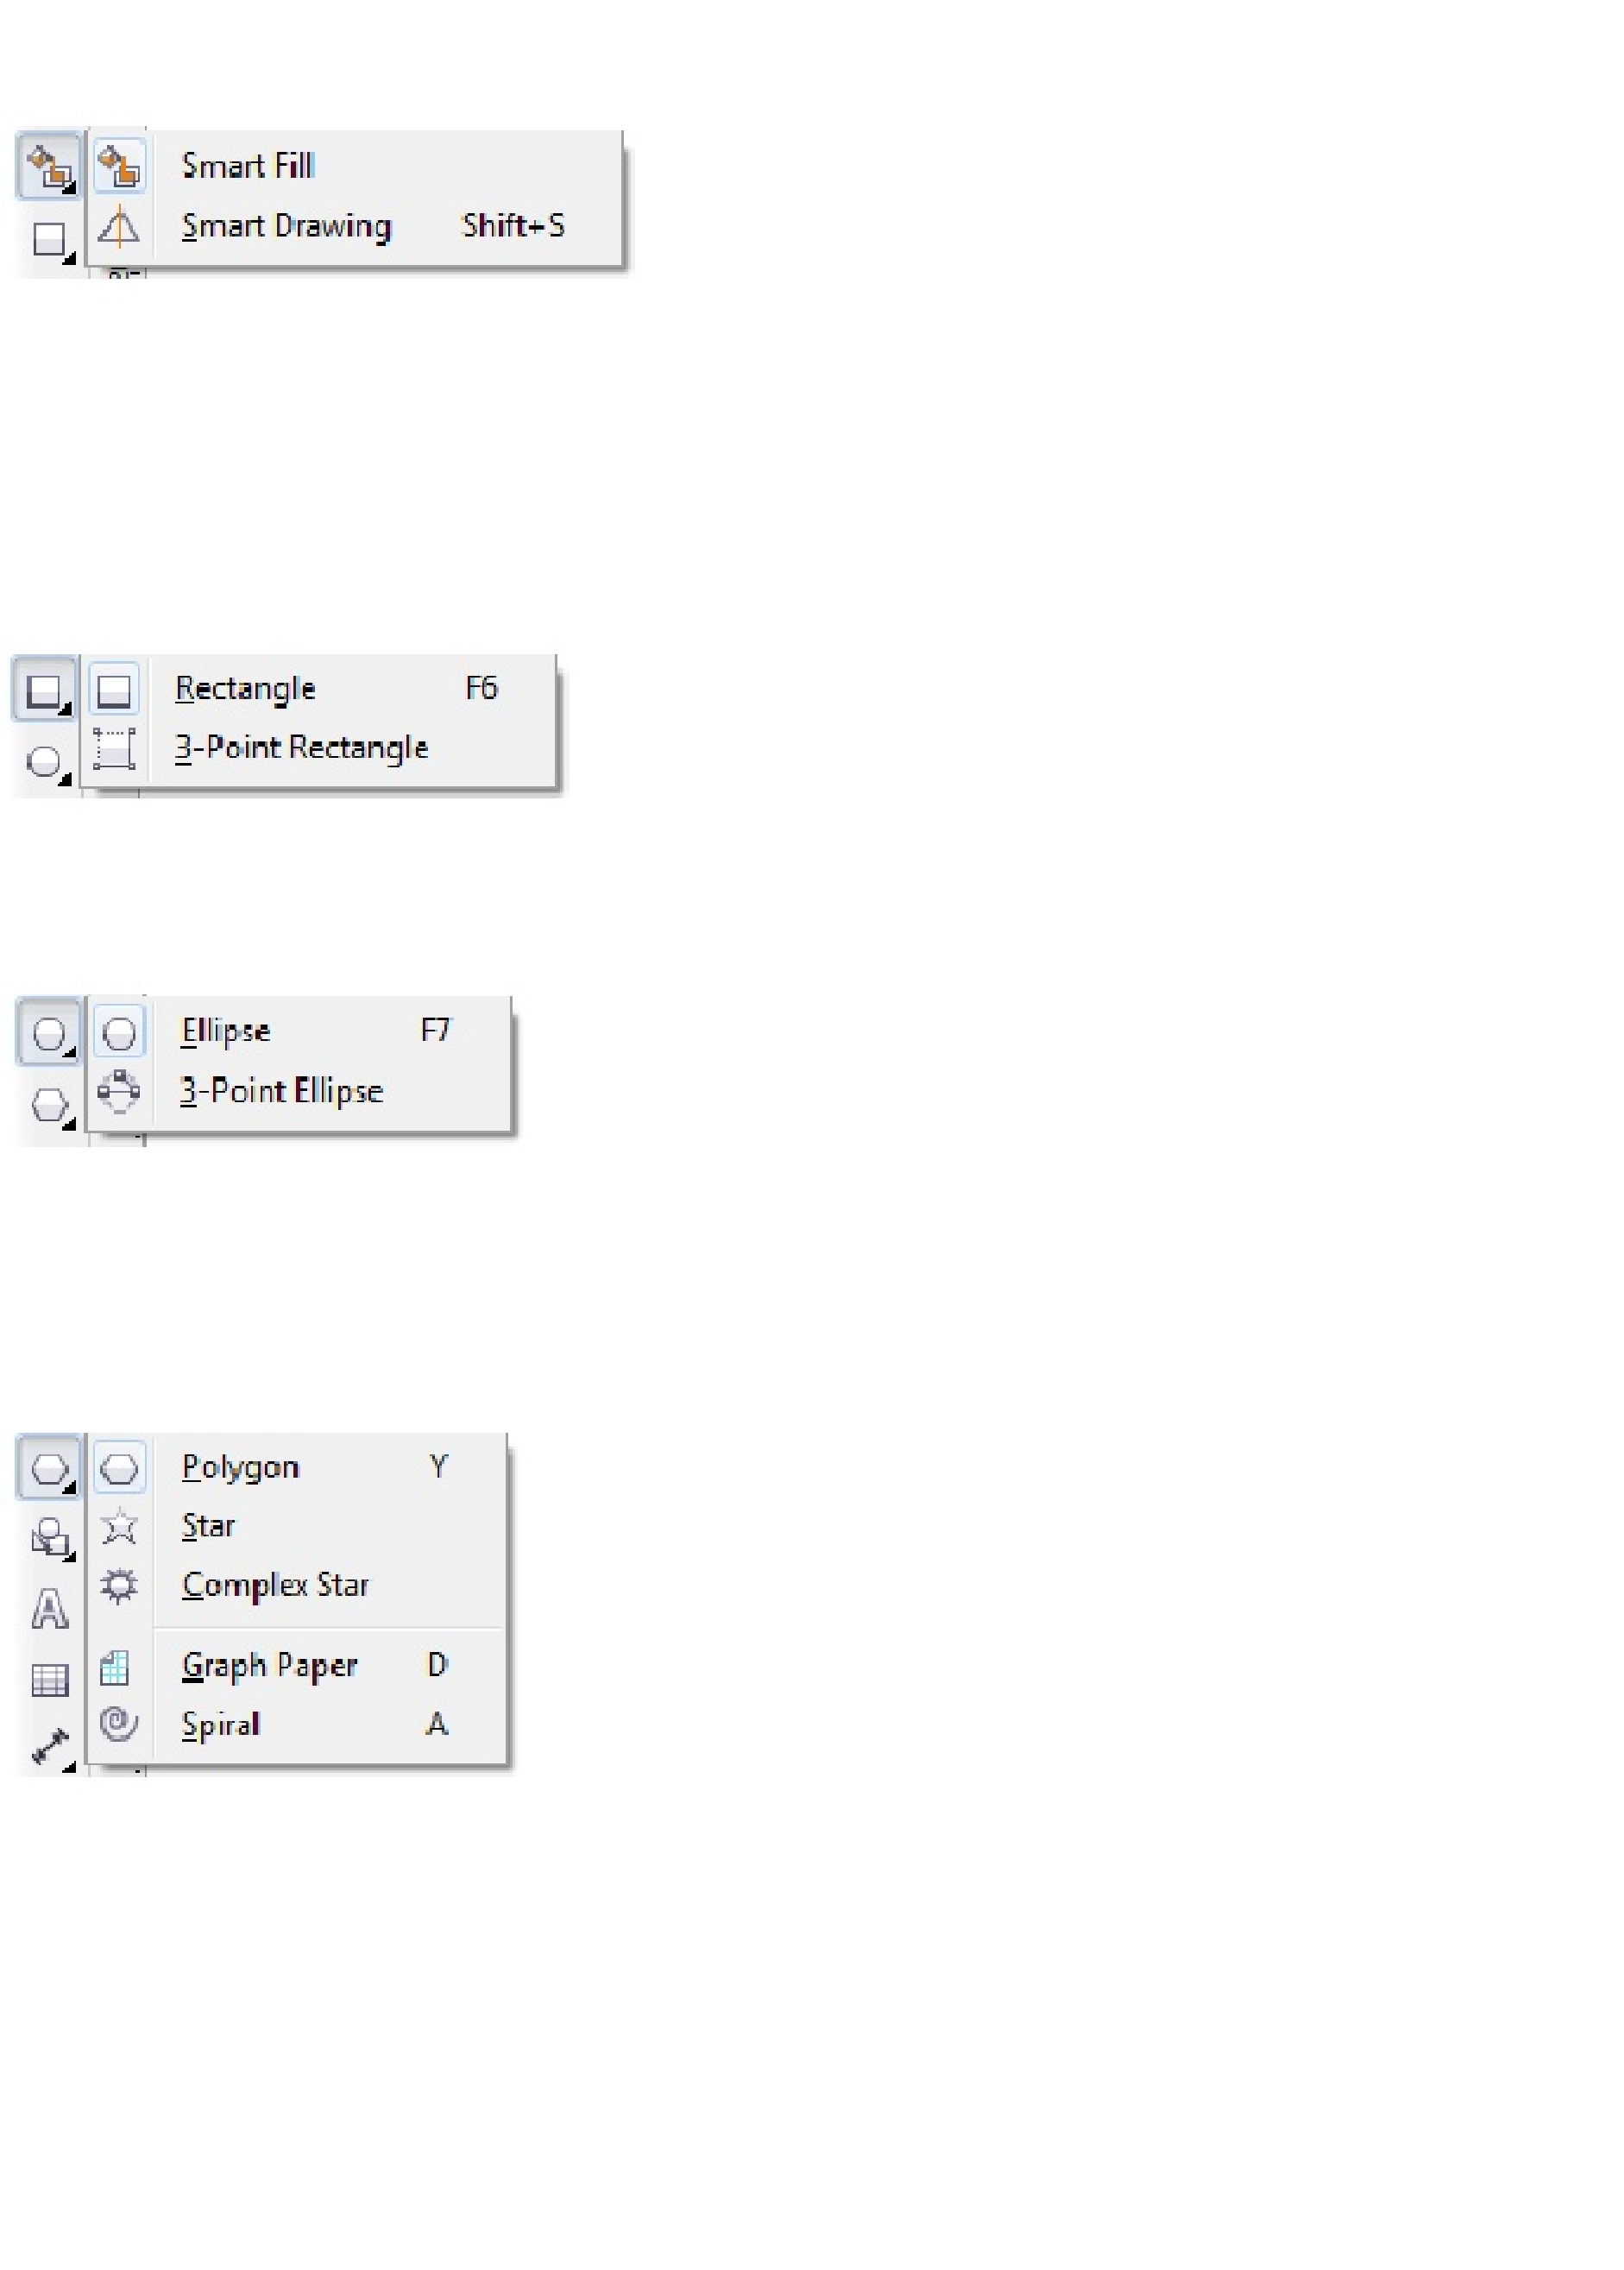 Smart Fill
Smart Drawing Shift+S
Rectangle F6
3-Point Rectangle
Ellipse F7
3-Point Ellipse
Polygon Y
Star
Complex Star
Graph Paper D
Spiral A